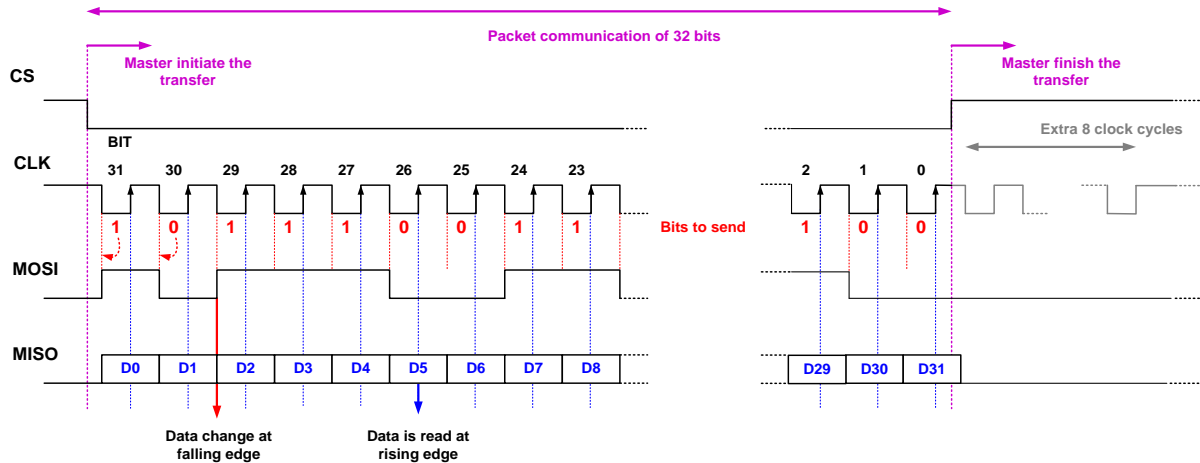 Packet communication of 32 bits
Master initiate the
transfer
Master finish the
transfer
CS
BIT
Extra 8 clock cycles
CLK
31 30 29 28 27 26 25 24 23 2 1 0
1 0 1 1 1 0 0 1 1 Bits to send 1 0 0
MOSI
MISO
D0 D1 D2 D3 D4 D5 D6 D7 D8 D29 D30 D31
Data change at
falling edge
Data is read at
rising edge